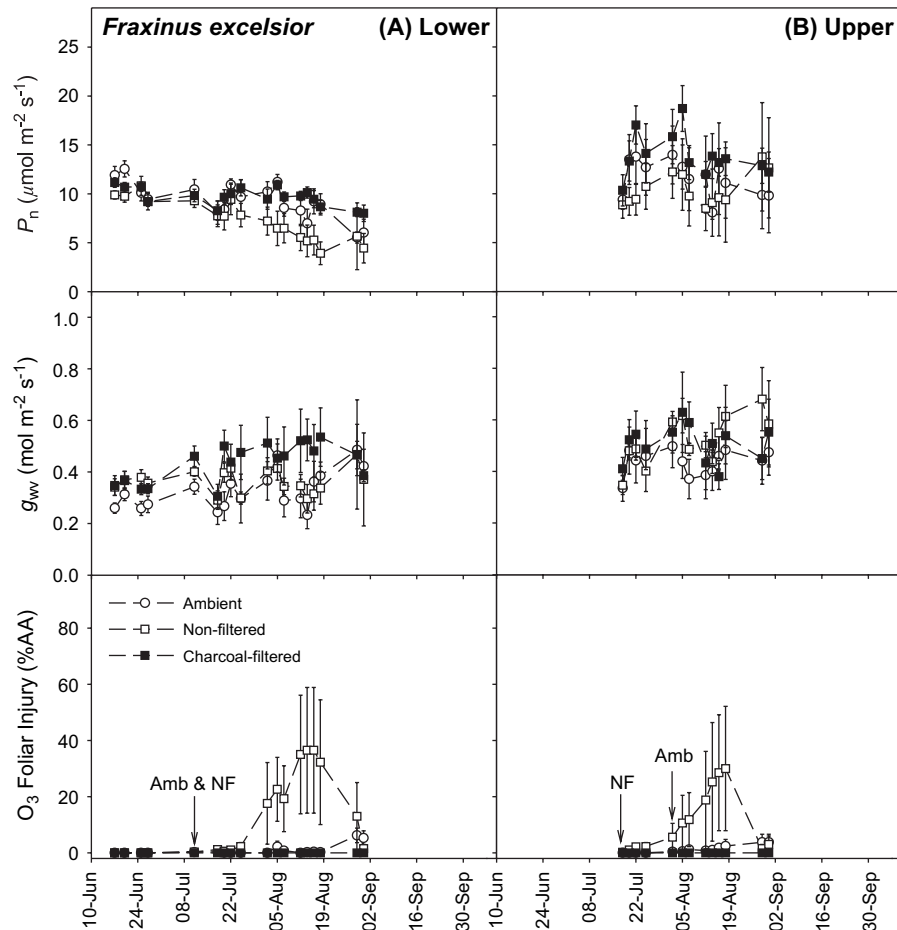 Fraxinus excelsior
(A) Lower
(B) Upper
Pn (μmol m-2 s-1)
25
20
15
10
5
0
gwv (mol m-2 s-1)
1.0
0.8
0.6
0.4
0.2
0.0
O3 Foliar Injury (%AA)
80
60
40
20
0
Ambient
Non-filtered
Charcoal-filtered
Amb & NF
NF
Amb
10-Jun
24-Jun
08-Jul
22-Jul
05-Aug
19-Aug
02-Sep
16-Sep
30-Sep
10-Jun
24-Jun
08-Jul
22-Jul
05-Aug
19-Aug
02-Sep
16-Sep
30-Sep